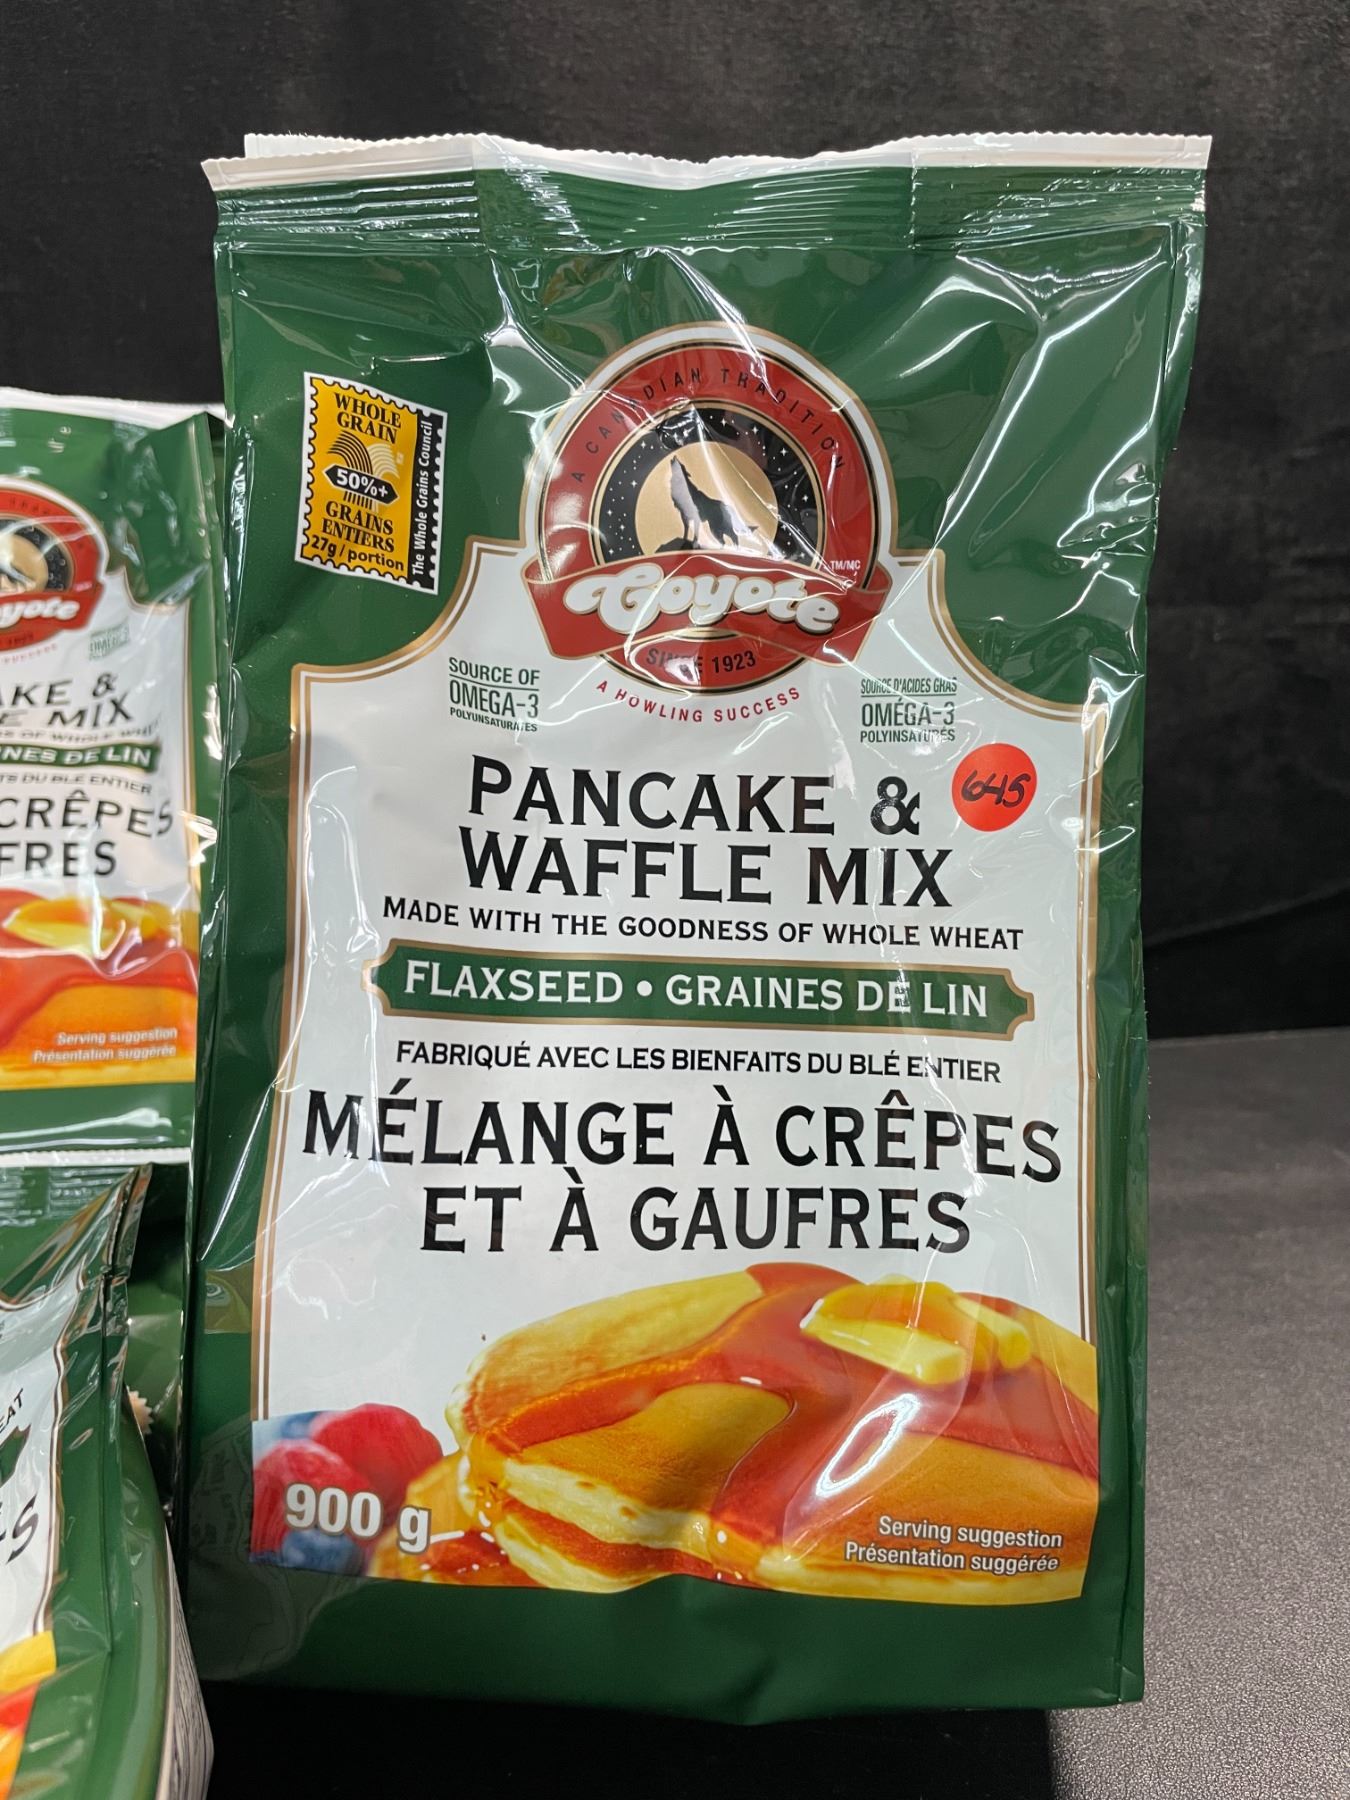 WHOLE
GRAIN
50%+
GRAINS
ENTIERS
27g/portion
The Whole Grains Council
A CANADIAN TRADITION
Coyote
TM/MC
SINCE 1923
A HOWLING SUCCESS
SOURCE OF
OMEGA-3
POLYUNSATURATES
SOURCE D'ACIDES GRAS
OMÉGA-3
POLYINSATURÉS
PANCAKE &
WAFFLE MIX
645
MADE WITH THE GOODNESS OF WHOLE WHEAT
FLAXSEED • GRAINES DE LIN
FABRIQUÉ AVEC LES BIENFAITS DU BLÉ ENTIER
MÉLANGE À CRÊPES
ET À GAUFRES
900 g
Serving suggestion
Présentation suggérée
AKE &
E MIX
NES DE LIN
DU BLÉ ENTIER
CRÊPES
FRES
Serving suggestion
Présentation suggérée